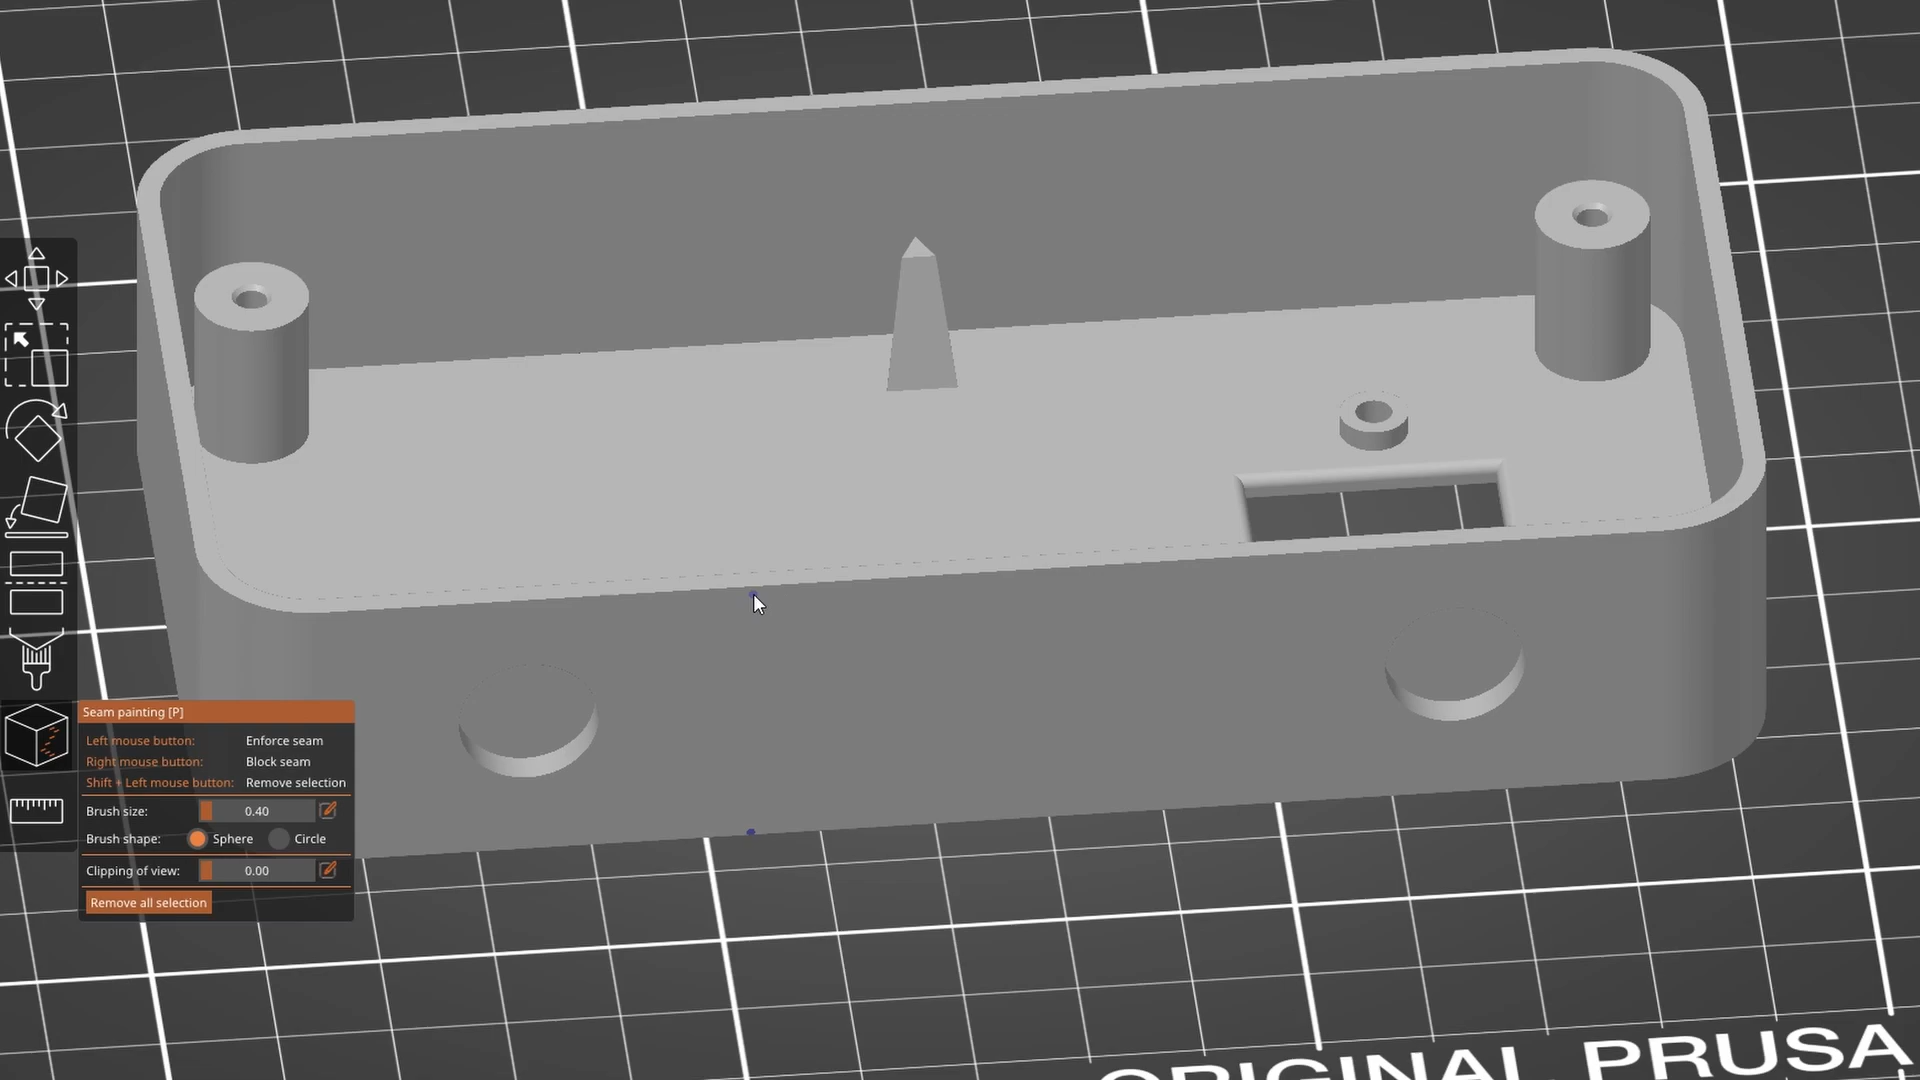 Seam painting [P]
Left mouse button: Enforce seam
Right mouse button: Block seam
Shift + Left mouse button: Remove selection
Brush size: 0.40
Brush shape: Sphere Circle
Clipping of view: 0.00
Remove all selection
ORIGINAL PRUSA